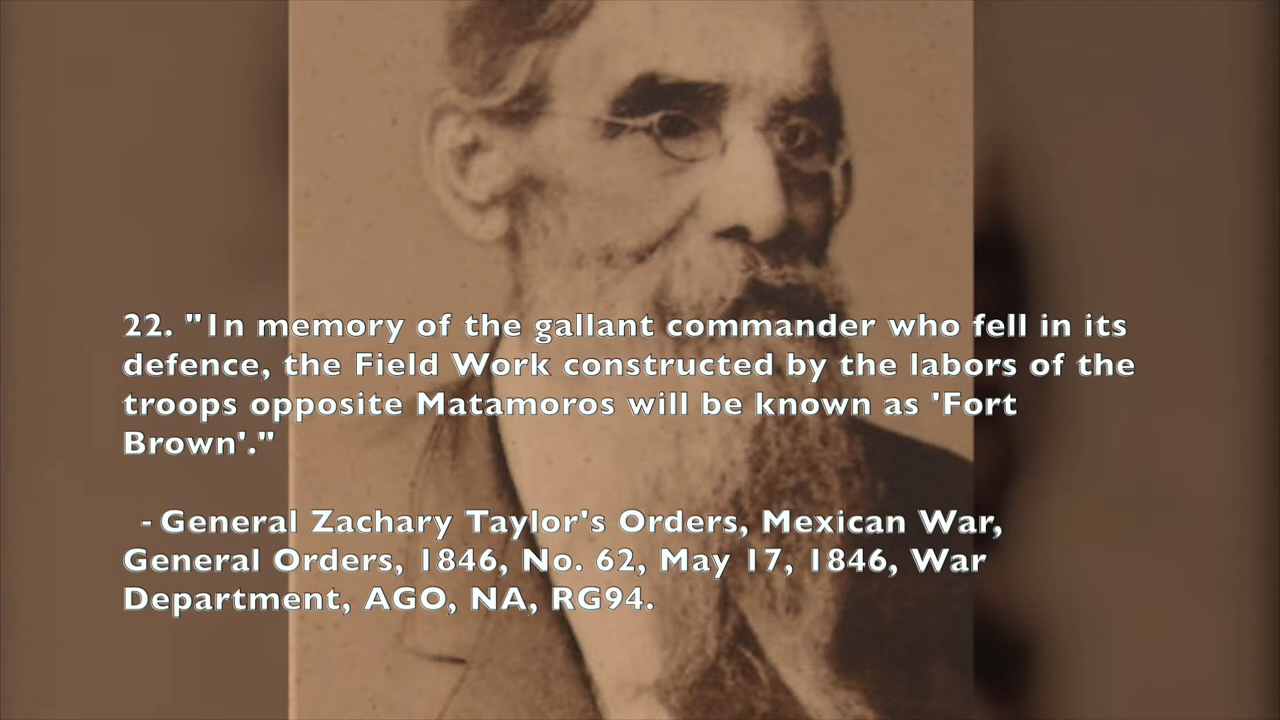 22. "In memory of the gallant commander who fell in its
defence, the Field Work constructed by the labors of the
troops opposite Matamoros will be known as 'Fort
Brown'."
- General Zachary Taylor's Orders, Mexican War,
General Orders, 1846, No. 62, May 17, 1846, War
Department, AGO, NA, RG94.